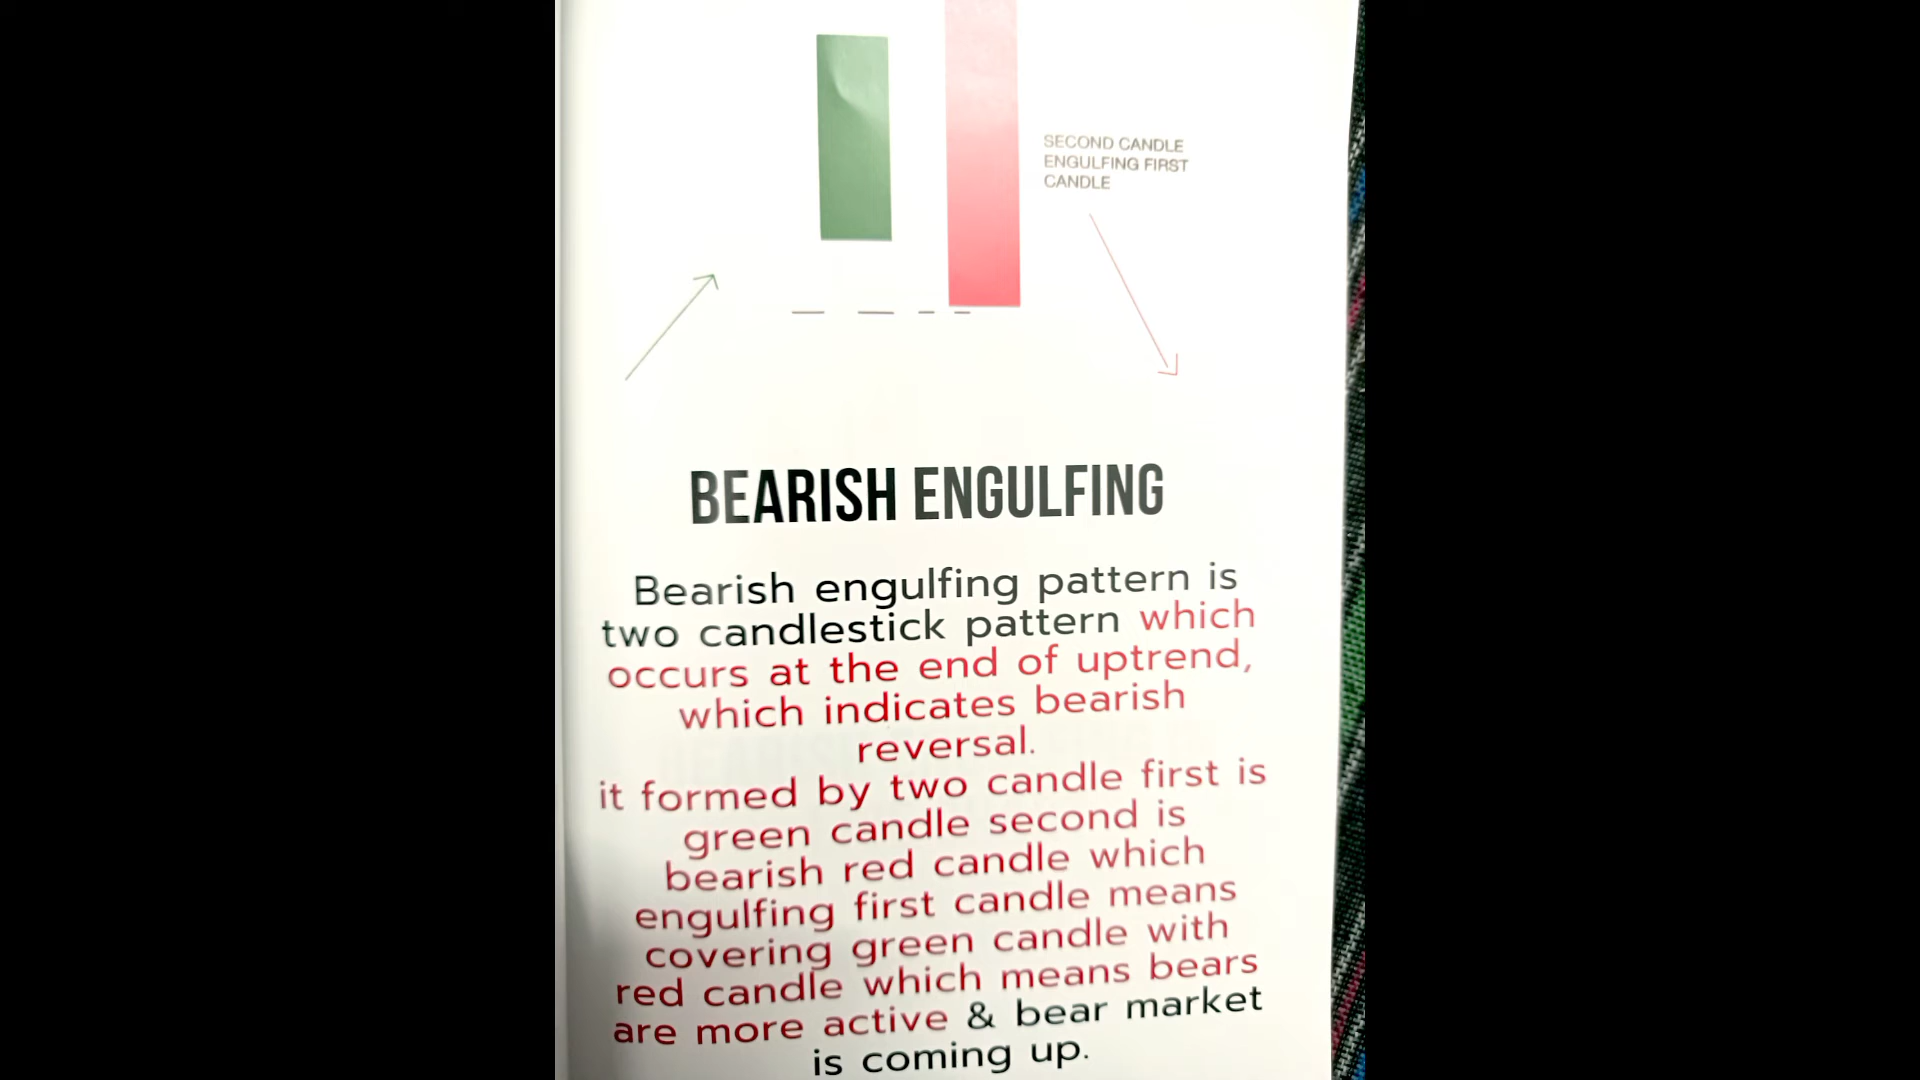 SECOND CANDLE
ENGULFING FIRST
CANDLE
BEARISH ENGULFING
Bearish engulfing pattern is
two candlestick pattern which
occurs at the end of uptrend,
which indicates bearish
reversal.
it formed by two candle first is
green candle second is
bearish red candle which
engulfing first candle means
covering green candle with
red candle which means bears
are more active & bear market
is coming up.